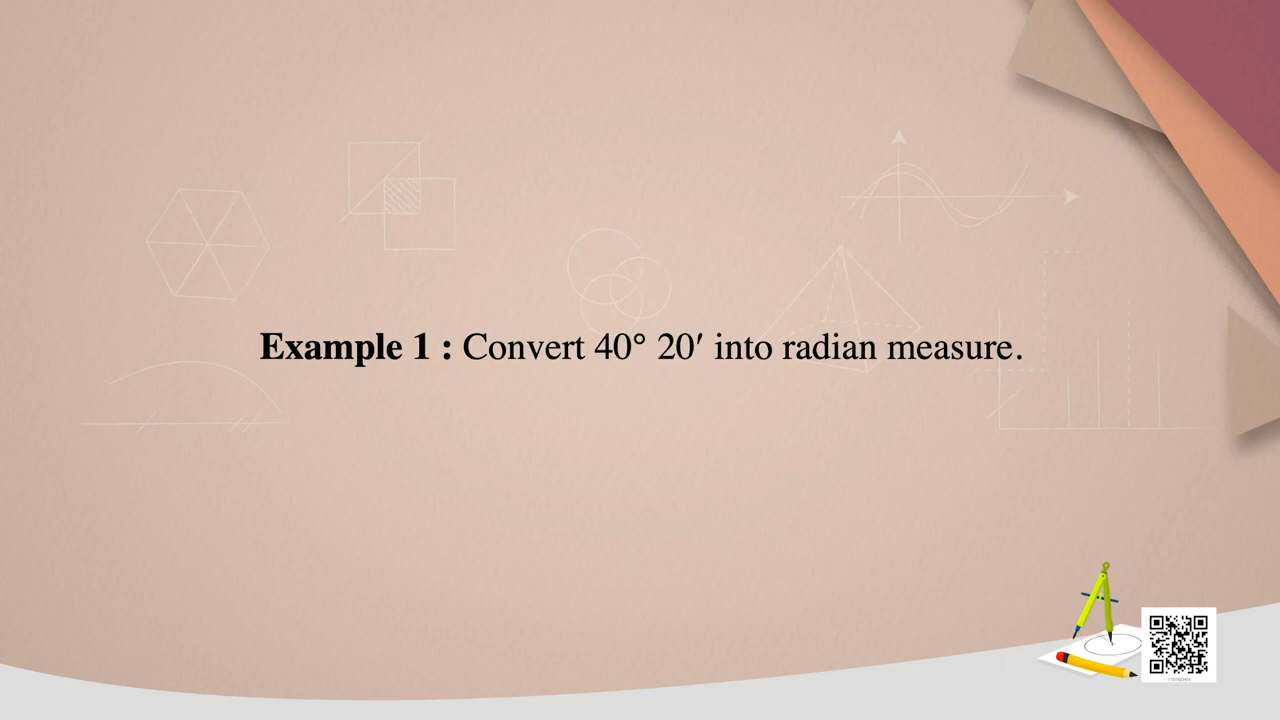 Example 1 : Convert 40° 20′ into radian measure.